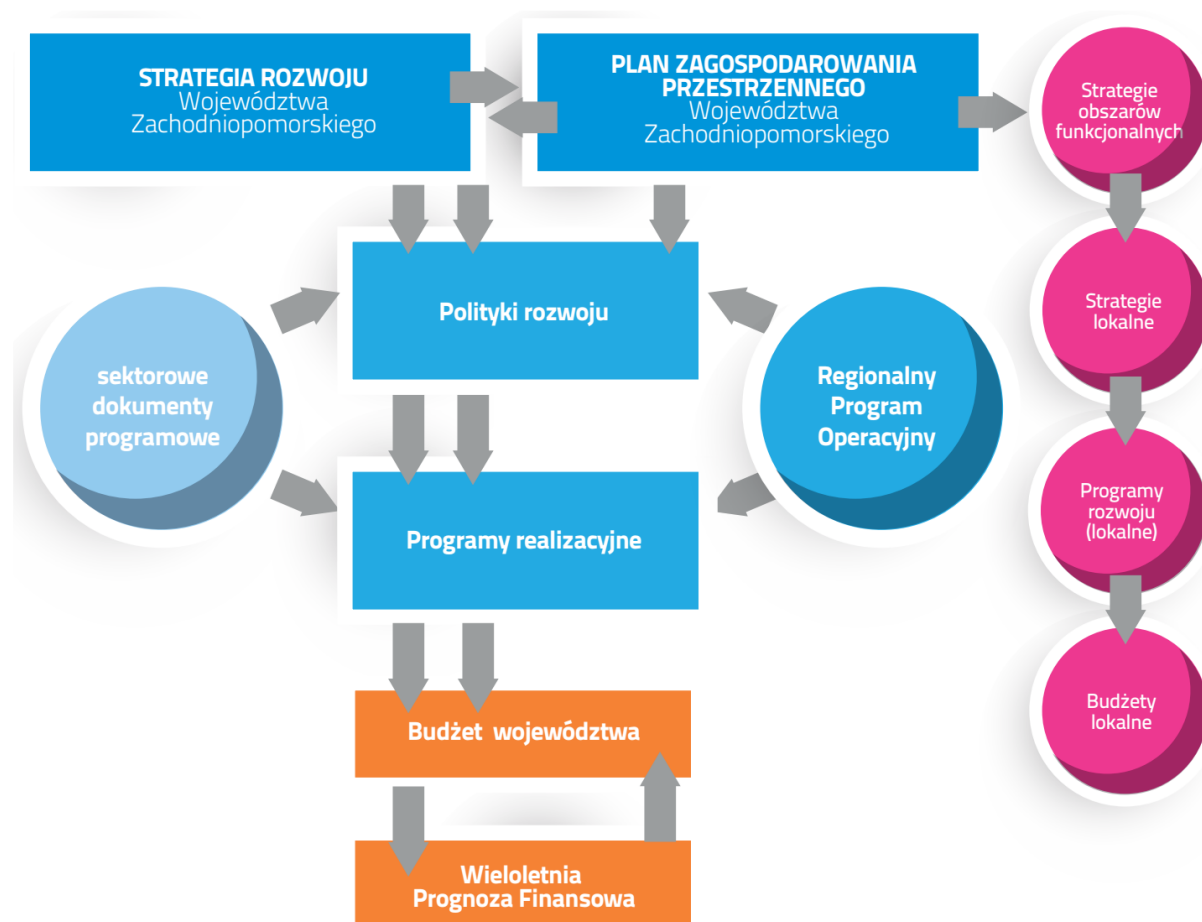 STRATEGIA ROZWOJU
Województwa
Zachodniopomorskiego
PLAN ZAGOSPODAROWANIA
PRZESTRZENNEGO
Województwa
Zachodniopomorskiego
Strategie
obszarów
funkcjonalnych
Polityki rozwoju
Strategie
lokalne
sektorowe
dokumenty
programowe
Regionalny
Program
Operacyjny
Programy realizacyjne
Programy
rozwoju
(lokalne)
Budżet województwa
Budżety
lokalne
Wieloletnia
Prognoza Finansowa